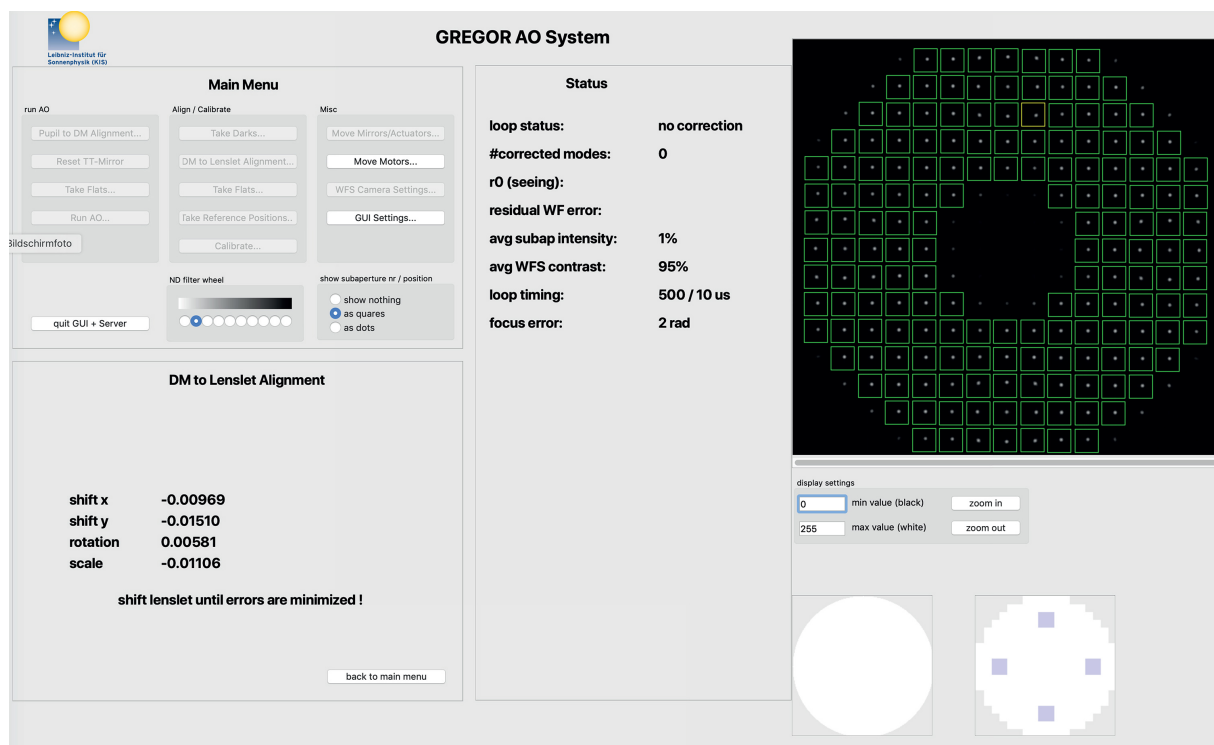 Leibniz-Institut für
Sonnenphysik (KIS)
GREGOR AO System
Main Menu
run AO
Pupil to DM Alignment...
Reset TT-Mirror
Take Flats...
Run AO...
Bildschirmfoto
quit GUI + Server
Align / Calibrate
Take Darks...
DM to Lenslet Alignment...
Take Flats...
Take Reference Positions..
Calibrate...
ND filter wheel
Misc
Move Mirrors/Actuators...
Move Motors...
WFS Camera Settings...
GUI Settings...
show subaperture nr / position
show nothing
as quares
as dots
DM to Lenslet Alignment
shift x -0.00969
shift y -0.01510
rotation 0.00581
scale -0.01106
shift lenslet until errors are minimized !
back to main menu
Status
loop status: no correction
#corrected modes: 0
r0 (seeing):
residual WF error:
avg subap intensity: 1%
avg WFS contrast: 95%
loop timing: 500 / 10 us
focus error: 2 rad
display settings
0 min value (black) zoom in
255 max value (white) zoom out